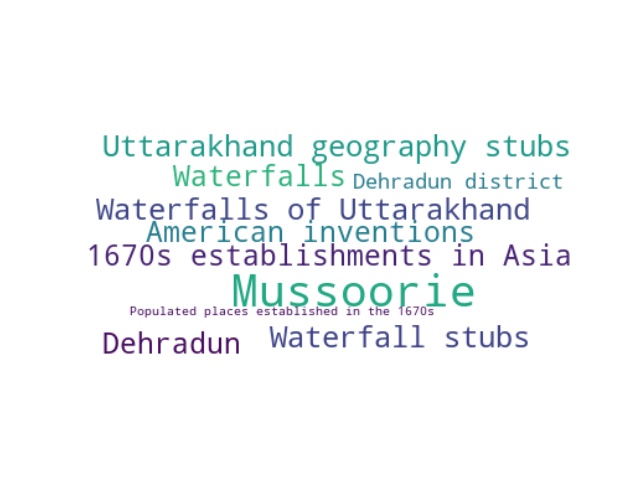 Uttarakhand geography stubs
Waterfalls
Dehradun district
Waterfalls of Uttarakhand
American inventions
1670s establishments in Asia
Mussoorie
Populated places established in the 1670s
Dehradun
Waterfall stubs